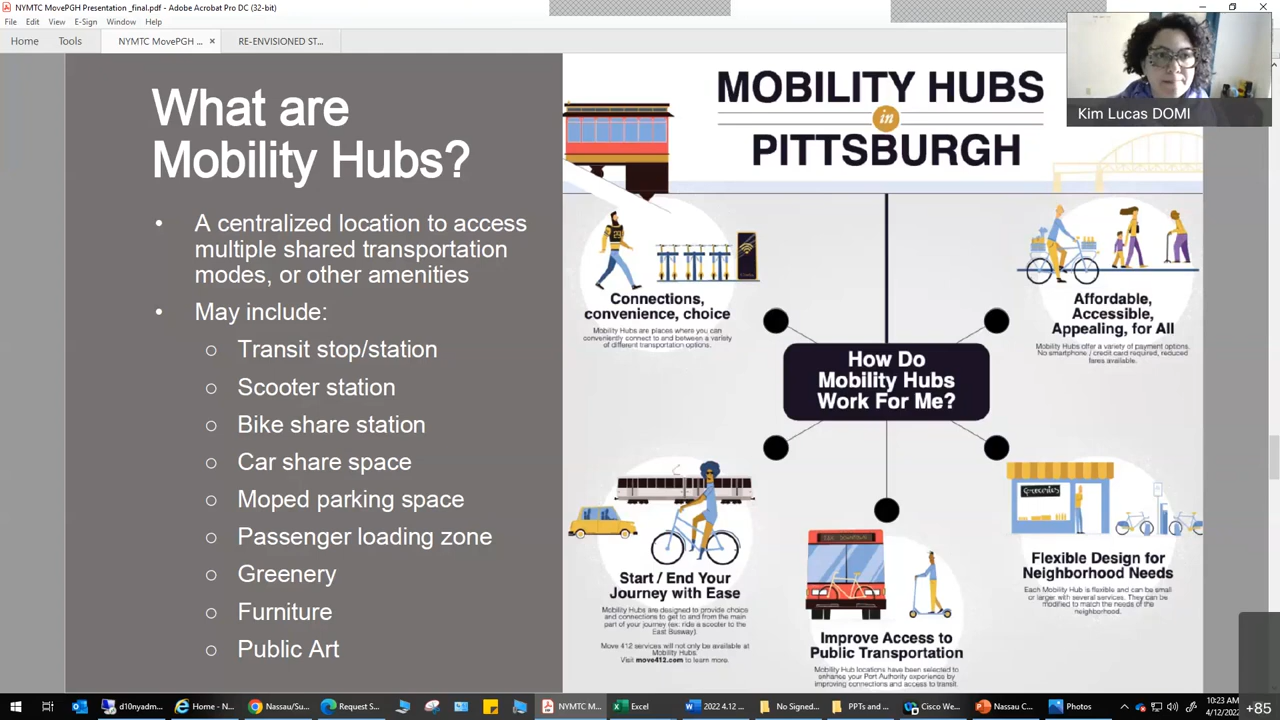 NYMTC MovePGH Presentation _final.pdf - Adobe Acrobat Pro DC (32-bit)
File Edit View E-Sign Window Help
Home Tools NYMTC MovePGH ... × RE-ENVISIONED ST...
Kim Lucas DOMI
What are
Mobility Hubs?
• A centralized location to access
multiple shared transportation
modes, or other amenities
• May include:
○ Transit stop/station
○ Scooter station
○ Bike share station
○ Car share space
○ Moped parking space
○ Passenger loading zone
○ Greenery
○ Furniture
○ Public Art
MOBILITY HUBS
in
PITTSBURGH
Connections,
convenience, choice
Mobility Hubs are places where you can
conveniently connect to and between a variety
of different transportation options.
Affordable,
Accessible,
Appealing, for All
Mobility Hubs offer a variety of payment options.
No smartphone / credit card required, reduced
fares available.
How Do
Mobility Hubs
Work For Me?
Start / End Your
Journey with Ease
Mobility Hubs are designed to provide choice
and connections to get to and from the main
part of your journey (ex: ride a scooter to the
East Busway).
Move 412 services will not only be available at
Mobility Hubs.
Visit move412.com to learn more.
Improve Access to
Public Transportation
Mobility Hub locations have been selected to
enhance your Port Authority experience by
improving connections and access to transit.
groceries
Flexible Design for
Neighborhood Needs
Each Mobility Hub is flexible and can be small
or larger with several services. They can be
modified to match the needs of the
neighborhood.
d10nyadm... Home - N... Nassau/Su... Request S... NYMTC M... Excel 2022 4.12 ... No Signed... PPTs and ... Cisco We... Nassau C... Photos
10:23 AM
4/12/2022
+85